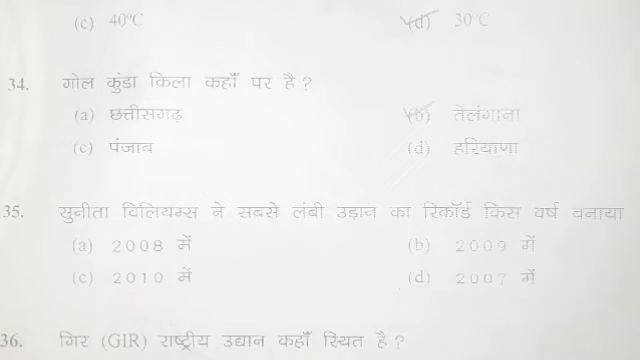 (c) 40°C (d) 30°C
34. गोल कुंडा किला कहाँ पर है ?
(a) छत्तीसगढ़ (b) तेलंगाना
(c) पंजाब (d) हरियाणा
35. सुनीता विलियम्स ने सबसे लंबी उड़ान का रिकॉर्ड किस वर्ष बनाया
(a) 2008 में (b) 2009 में
(c) 2010 में (d) 2007 में
36. गिर (GIR) राष्ट्रीय उद्यान कहाँ स्थित है ?